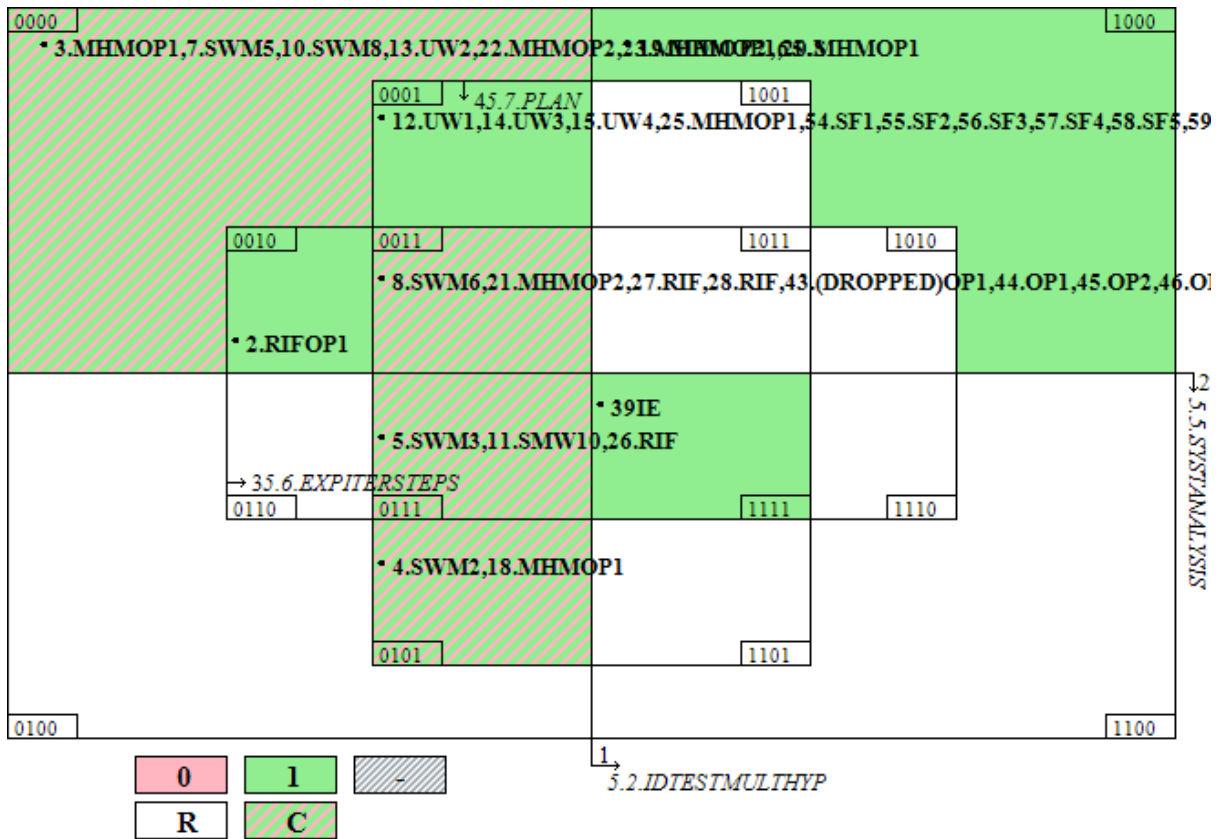 0000
1000
3.MHMOP1,7.SWM5,10.SWM8,13.UW2,22.MHMOP2,23.MHMOP2,
MHMOP1
0001
45.7.PLAN
1001
12.UW1,14.UW3,15.UW4,25.MHMOP1,54.SF1,55.SF2,56.SF3,57.SF4,58.SF5,59
0010
0011
1011
1010
8.SWM6,21.MHMOP2,27.RIF,28.RIF,43.(DROPPED)OP1,44.OP1,45.OP2,46.OP
2.RIFOP1
2
5.5.SYSTANALYSIS
39IE
5.SWM3,11.SMW10,26.RIF
35.6.EXPITERSTEPS
0110
0111
1111
1110
4.SWM2,18.MHMOP1
0101
1101
0100
1100
1
5.2.IDTESTMULTHYP
0
1
-
R
C